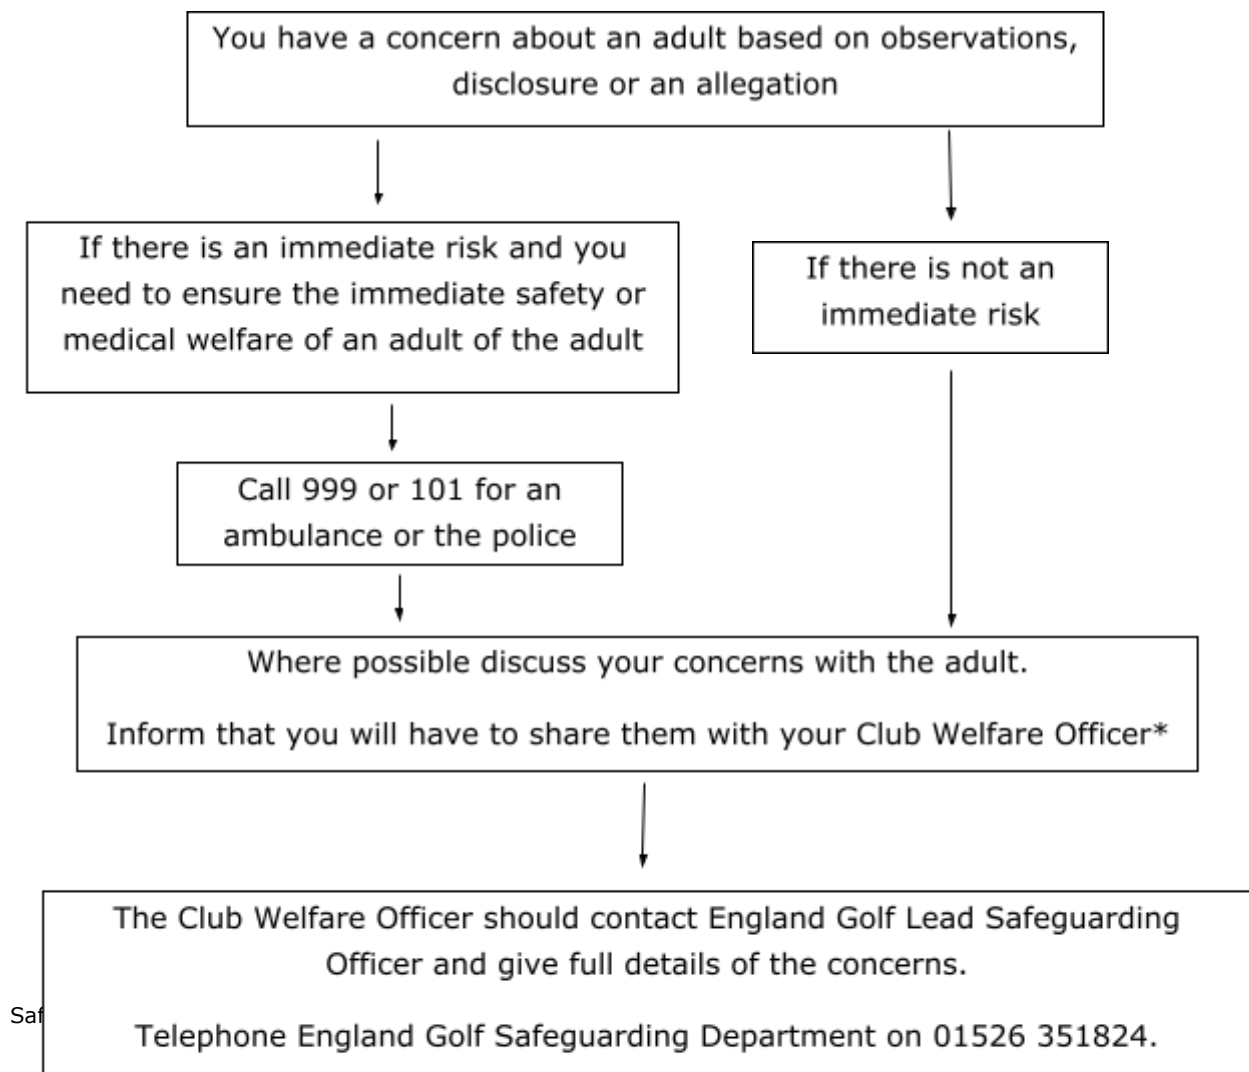 You have a concern about an adult based on observations,
disclosure or an allegation
If there is an immediate risk and you
need to ensure the immediate safety or
medical welfare of an adult of the adult
If there is not an
immediate risk
Call 999 or 101 for an
ambulance or the police
Where possible discuss your concerns with the adult.
Inform that you will have to share them with your Club Welfare Officer*
The Club Welfare Officer should contact England Golf Lead Safeguarding
Officer and give full details of the concerns.
Saf
Telephone England Golf Safeguarding Department on 01526 351824.